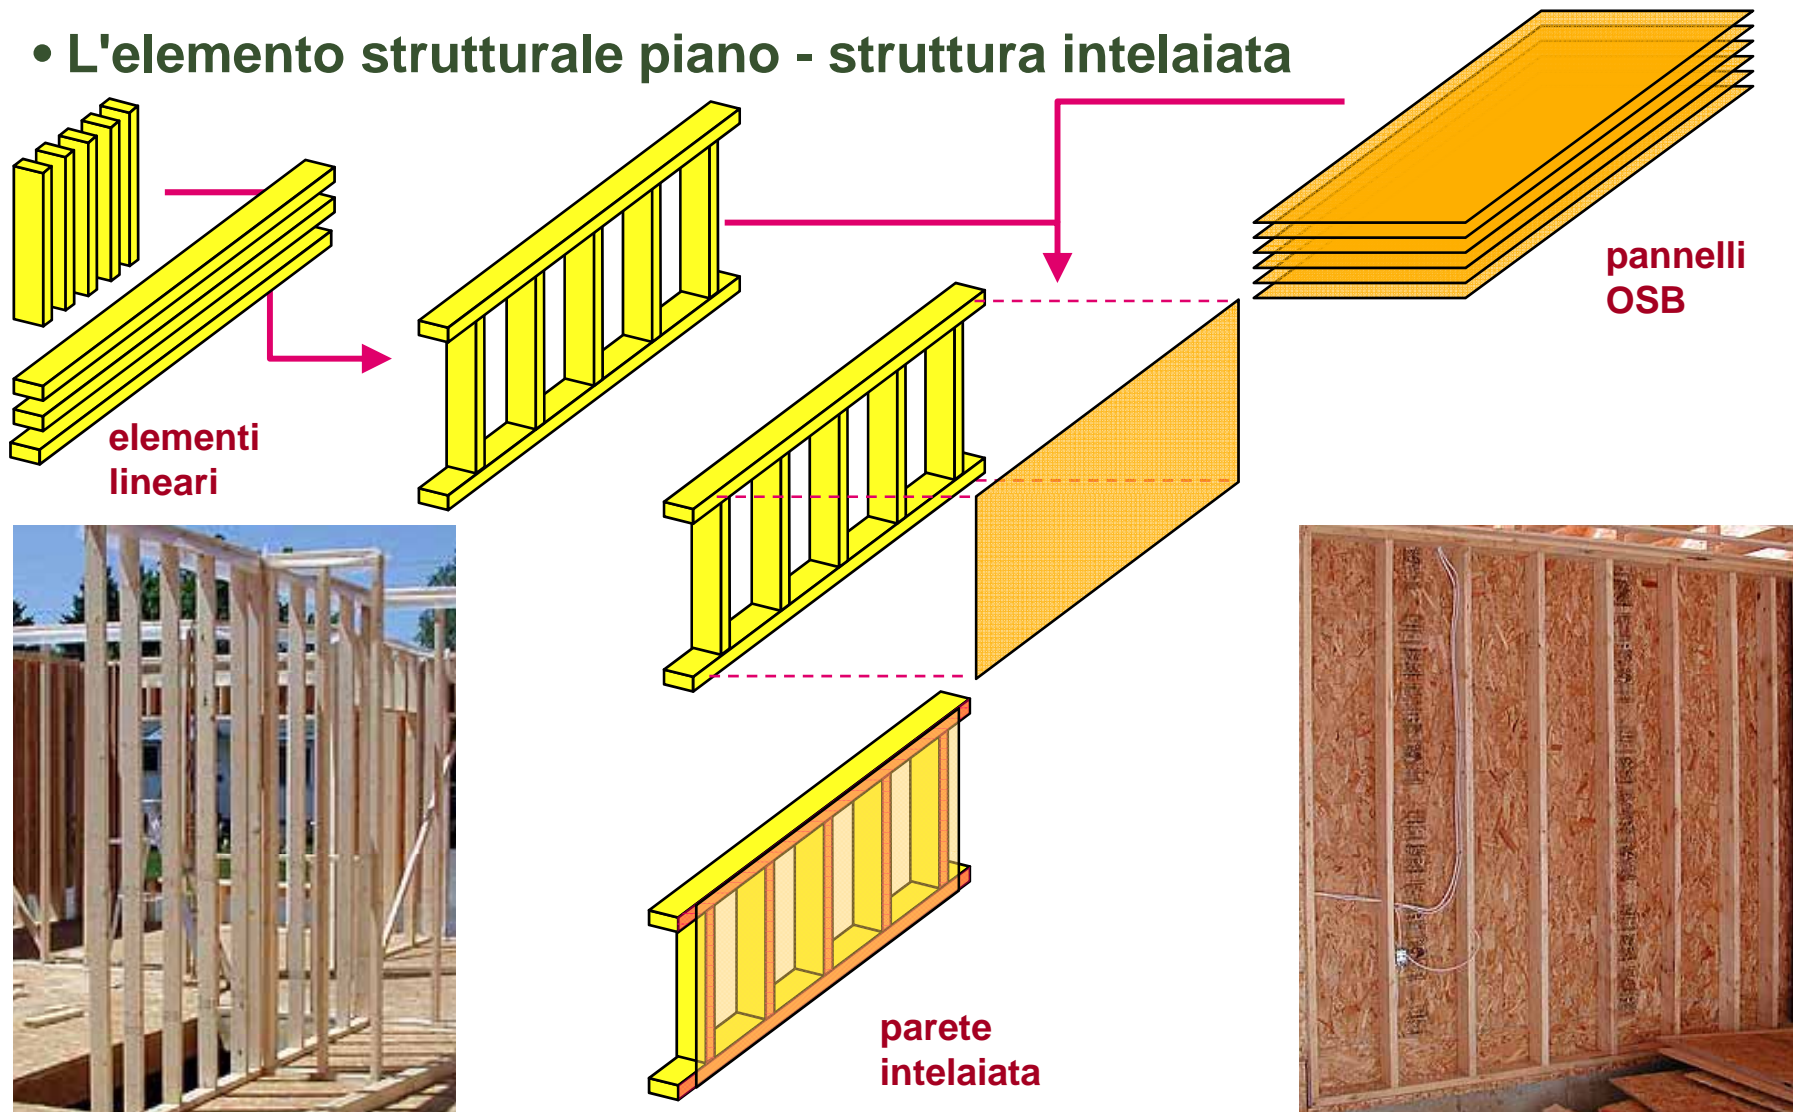 • L'elemento strutturale piano - struttura intelaiata
pannelli
OSB
elementi
lineari
parete
intelaiata